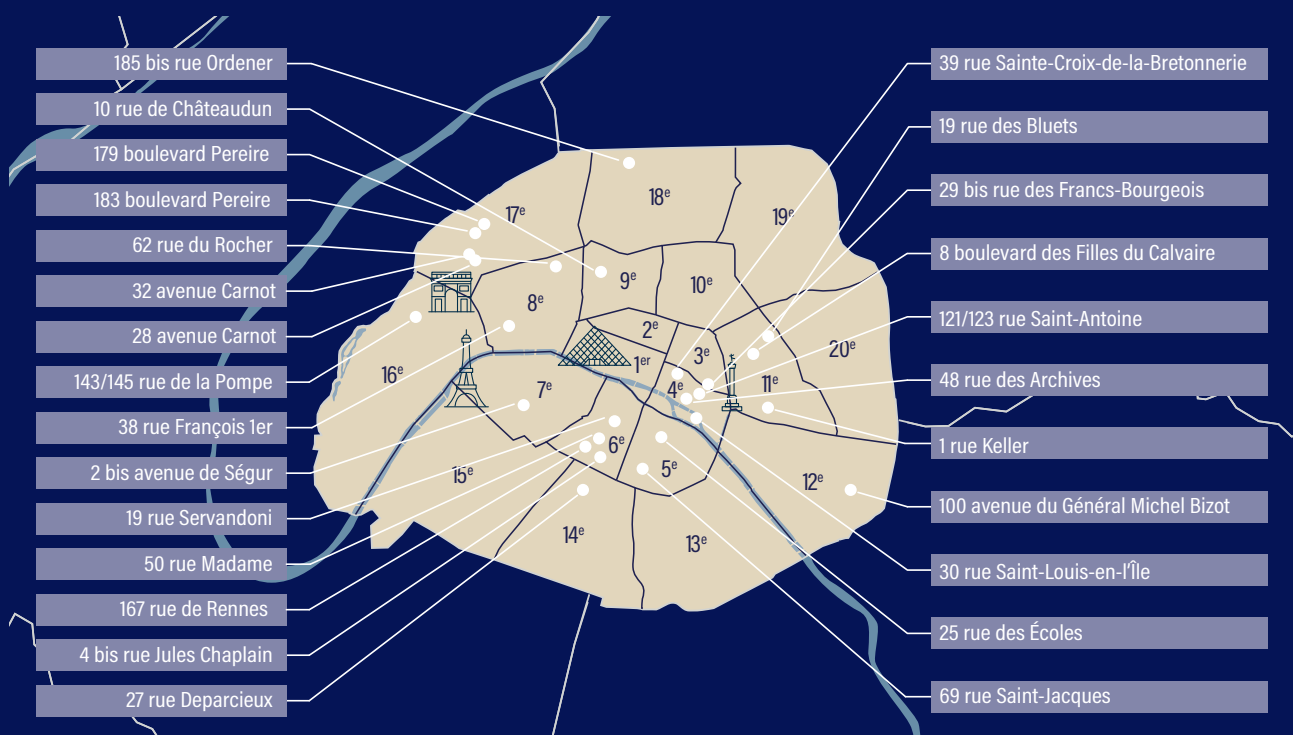 185 bis rue Ordener
10 rue de Châteaudun
179 boulevard Pereire
183 boulevard Pereire
62 rue du Rocher
32 avenue Carnot
28 avenue Carnot
143/145 rue de la Pompe
38 rue François 1er
2 bis avenue de Ségur
19 rue Servandoni
50 rue Madame
167 rue de Rennes
4 bis rue Jules Chaplain
27 rue Deparcieux
18e
17e
19e
9e
10e
8e
2e
3e
1er
20e
16e
7e
4e
11e
6e
5e
15e
12e
14e
13e
39 rue Sainte-Croix-de-la-Bretonnerie
19 rue des Bluets
29 bis rue des Francs-Bourgeois
8 boulevard des Filles du Calvaire
121/123 rue Saint-Antoine
48 rue des Archives
1 rue Keller
100 avenue du Général Michel Bizot
30 rue Saint-Louis-en-l'Île
25 rue des Écoles
69 rue Saint-Jacques